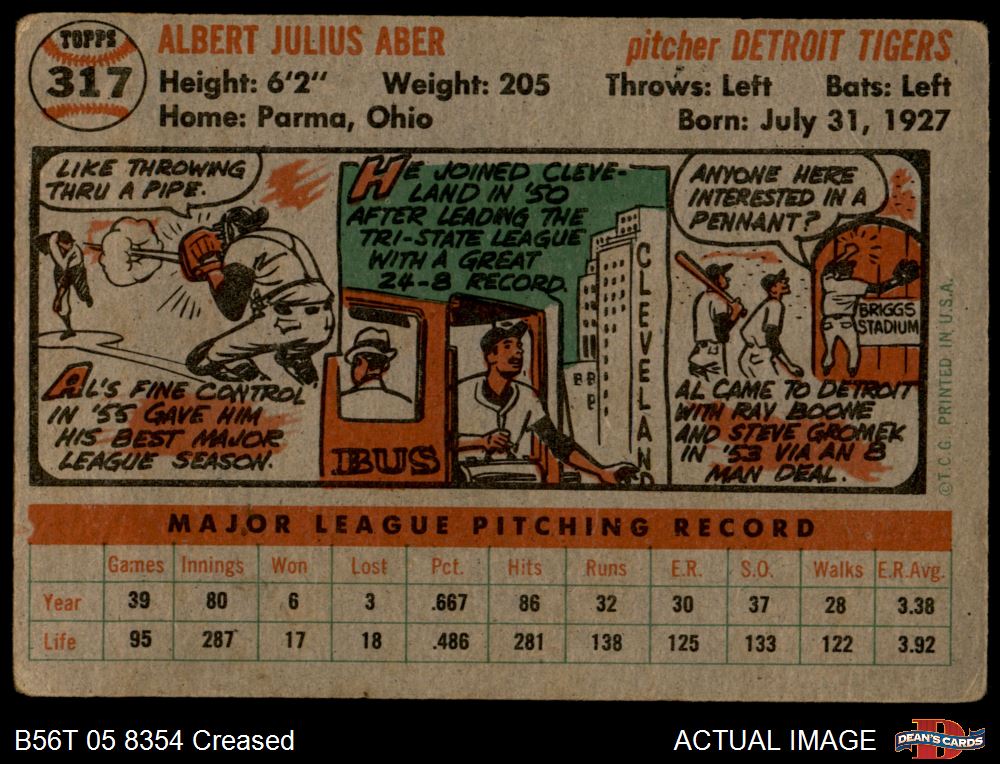 TOPPS
317
ALBERT JULIUS ABER
pitcher DETROIT TIGERS
Height: 6'2" Weight: 205 Throws: Left Bats: Left
Home: Parma, Ohio Born: July 31, 1927
LIKE THROWING
THRU A PIPE.
AL'S FINE CONTROL
IN '55 GAVE HIM
HIS BEST MAJOR
LEAGUE SEASON.
HE JOINED CLEVE-
LAND IN '50
AFTER LEADING THE
TRI-STATE LEAGUE
WITH A GREAT
24-8 RECORD.
CLEVELAND
BUS
ANYONE HERE
INTERESTED IN A
PENNANT?
BRIGGS
STADIUM
AL CAME TO DETROIT
WITH RAY BOONE
AND STEVE GROMEK
IN '53 VIA AN 8
MAN DEAL.
©T.C.G. PRINTED IN U.S.A.
MAJOR LEAGUE PITCHING RECORD
Games Innings Won Lost Pct. Hits Runs E.R. S.O. Walks E.R.Avg.
Year 39 80 6 3 .667 86 32 30 37 28 3.38
Life 95 287 17 18 .486 281 138 125 133 122 3.92
B56T 05 8354 Creased
ACTUAL IMAGE
DEAN'S CARDS